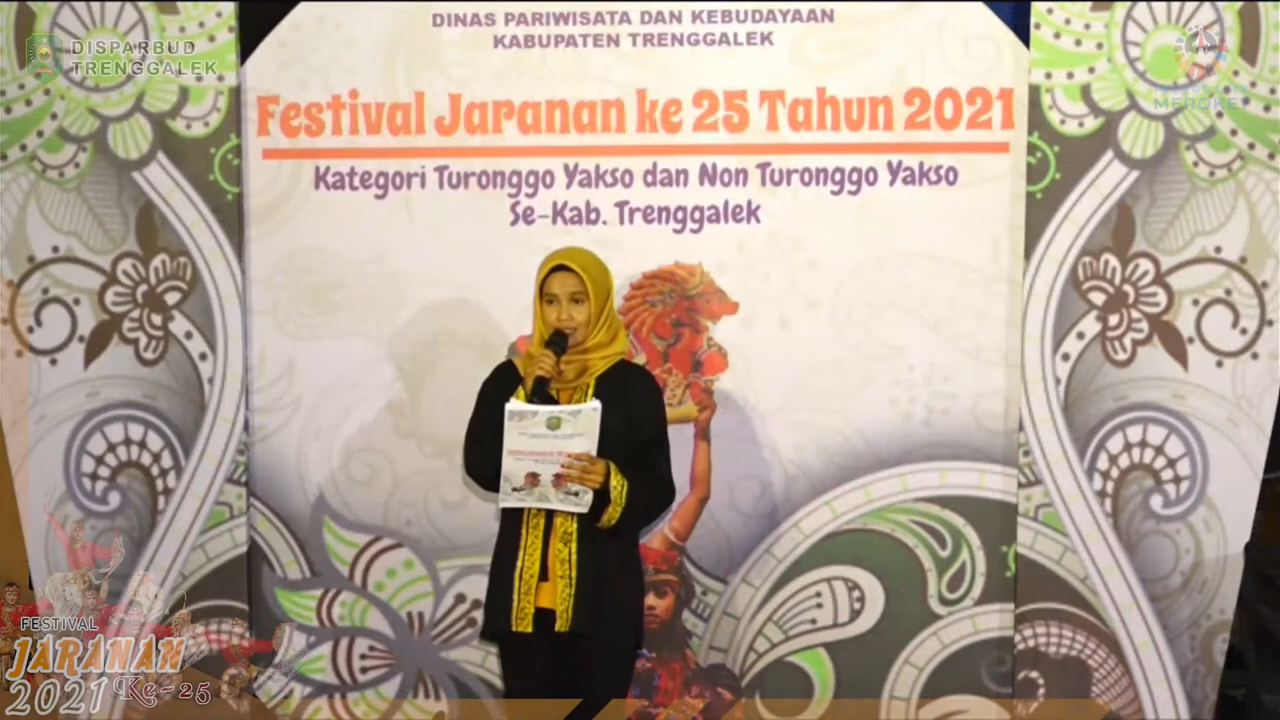 DINAS PARIWISATA DAN KEBUDAYAAN
KABUPATEN TRENGGALEK
DISPARBUD
TRENGGALEK
Festival Jaranan ke 25 Tahun 2021
Kategori Turonggo Yakso dan Non Turonggo Yakso
Se-Kab. Trenggalek
FESTIVAL
JARANAN
2021 Ke-25